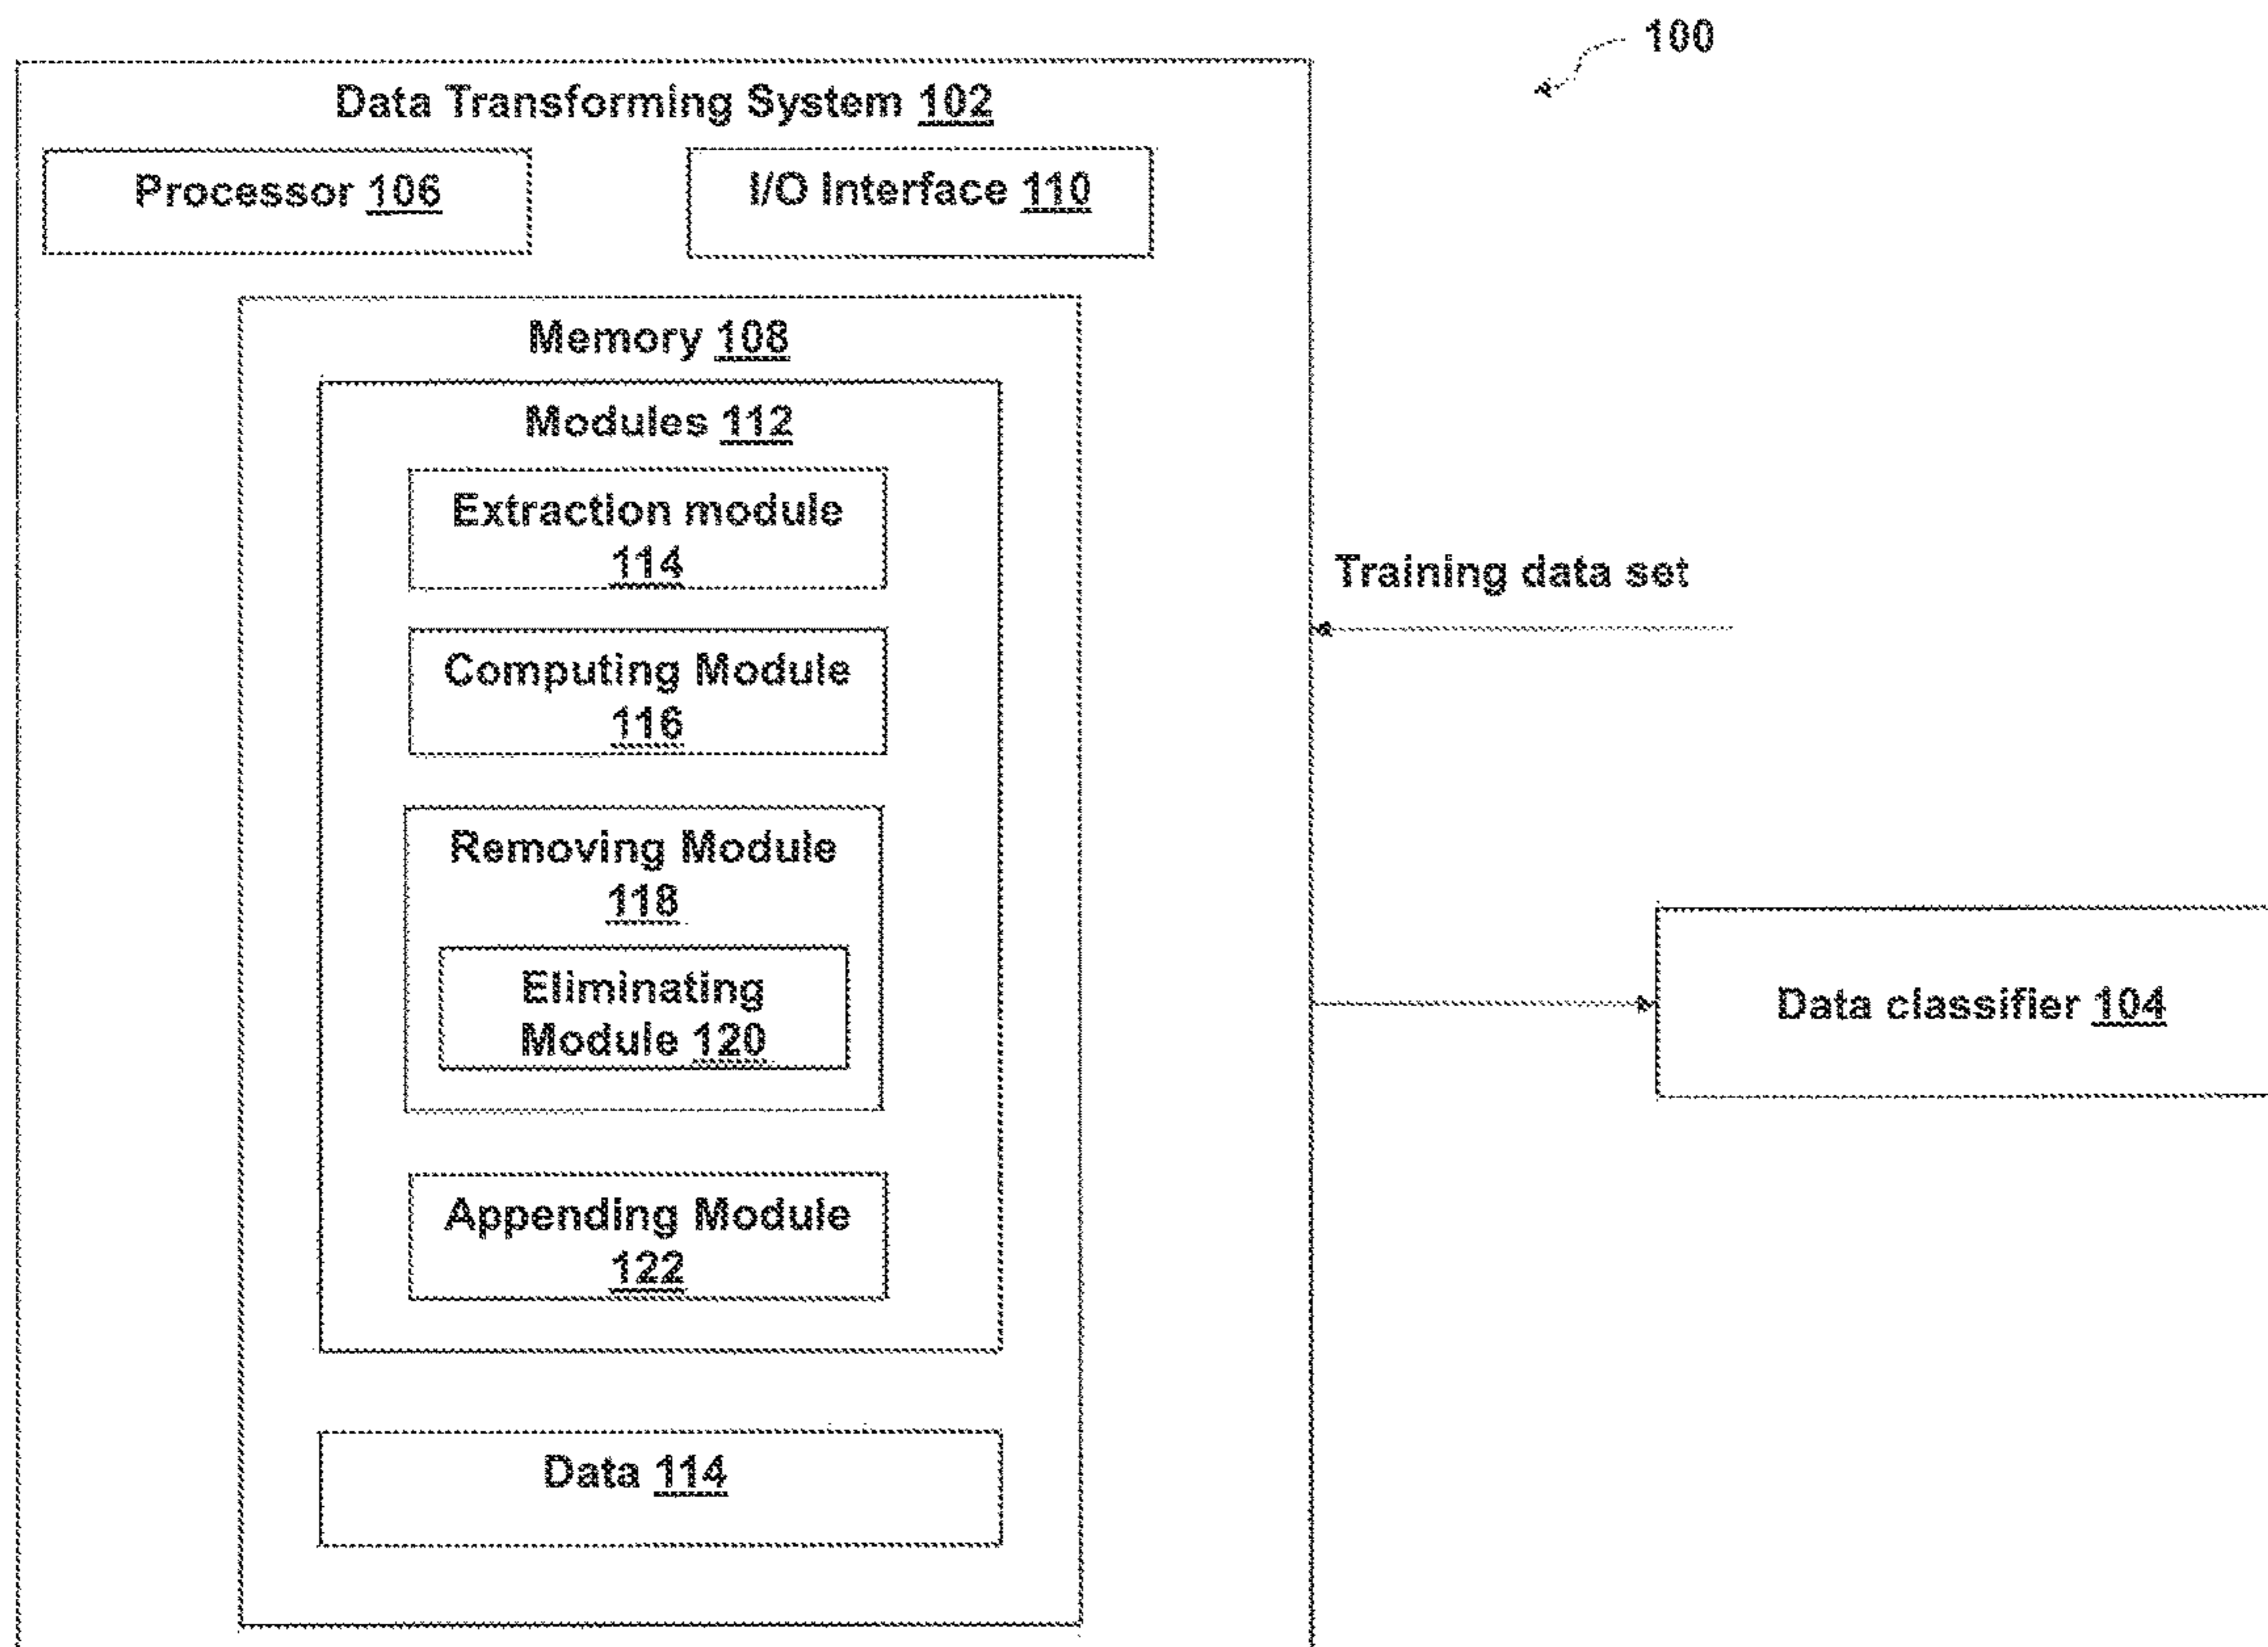 100
Data Transforming System 102
Processor 106
I/O Interface 110
Memory 108
Modules 112
Extraction module
114
Computing Module
116
Removing Module
118
Eliminating
Module 120
Appending Module
122
Data 114
Training data set
Data classifier 104